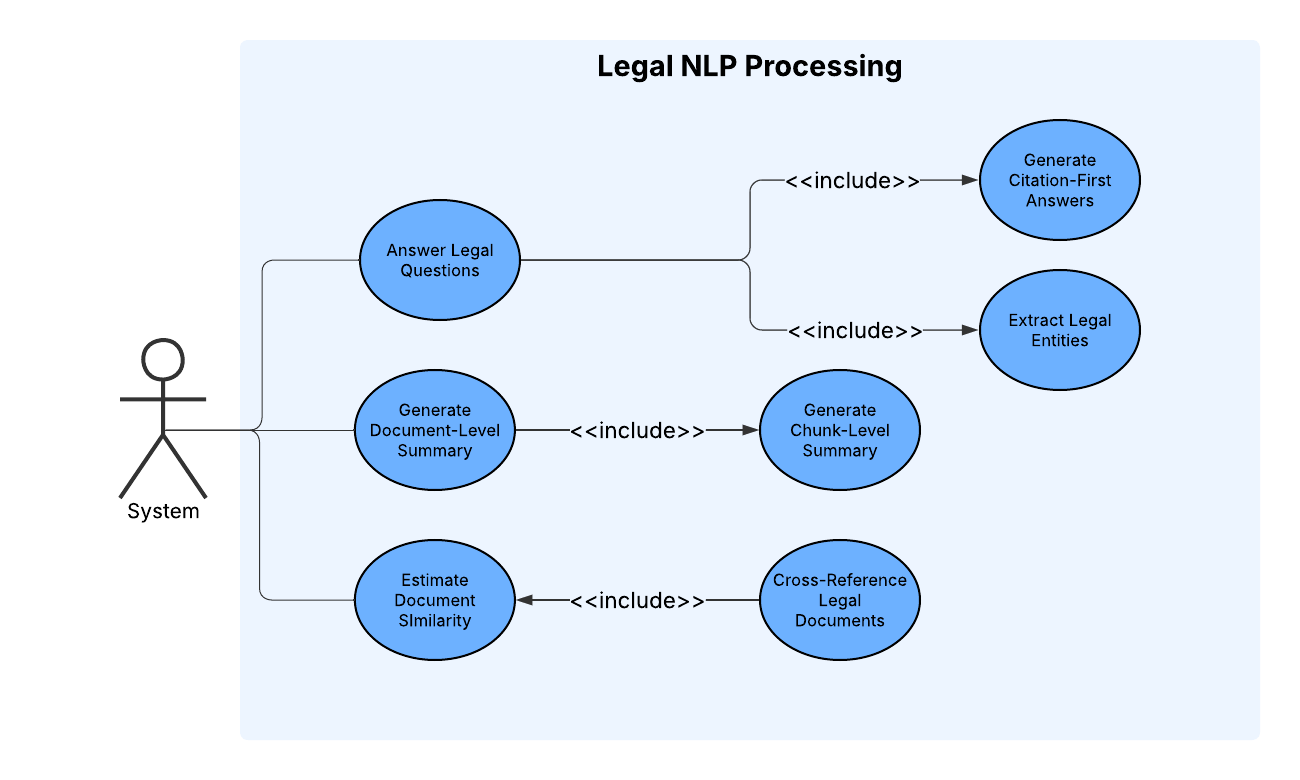 Legal NLP Processing
Generate
Citation-First
Answers
<<include>>
Answer Legal
Questions
<<include>>
Extract Legal
Entities
System
Generate
Document-Level
Summary
<<include>>
Generate
Chunk-Level
Summary
Estimate
Document
SImilarity
<<include>>
Cross-Reference
Legal
Documents